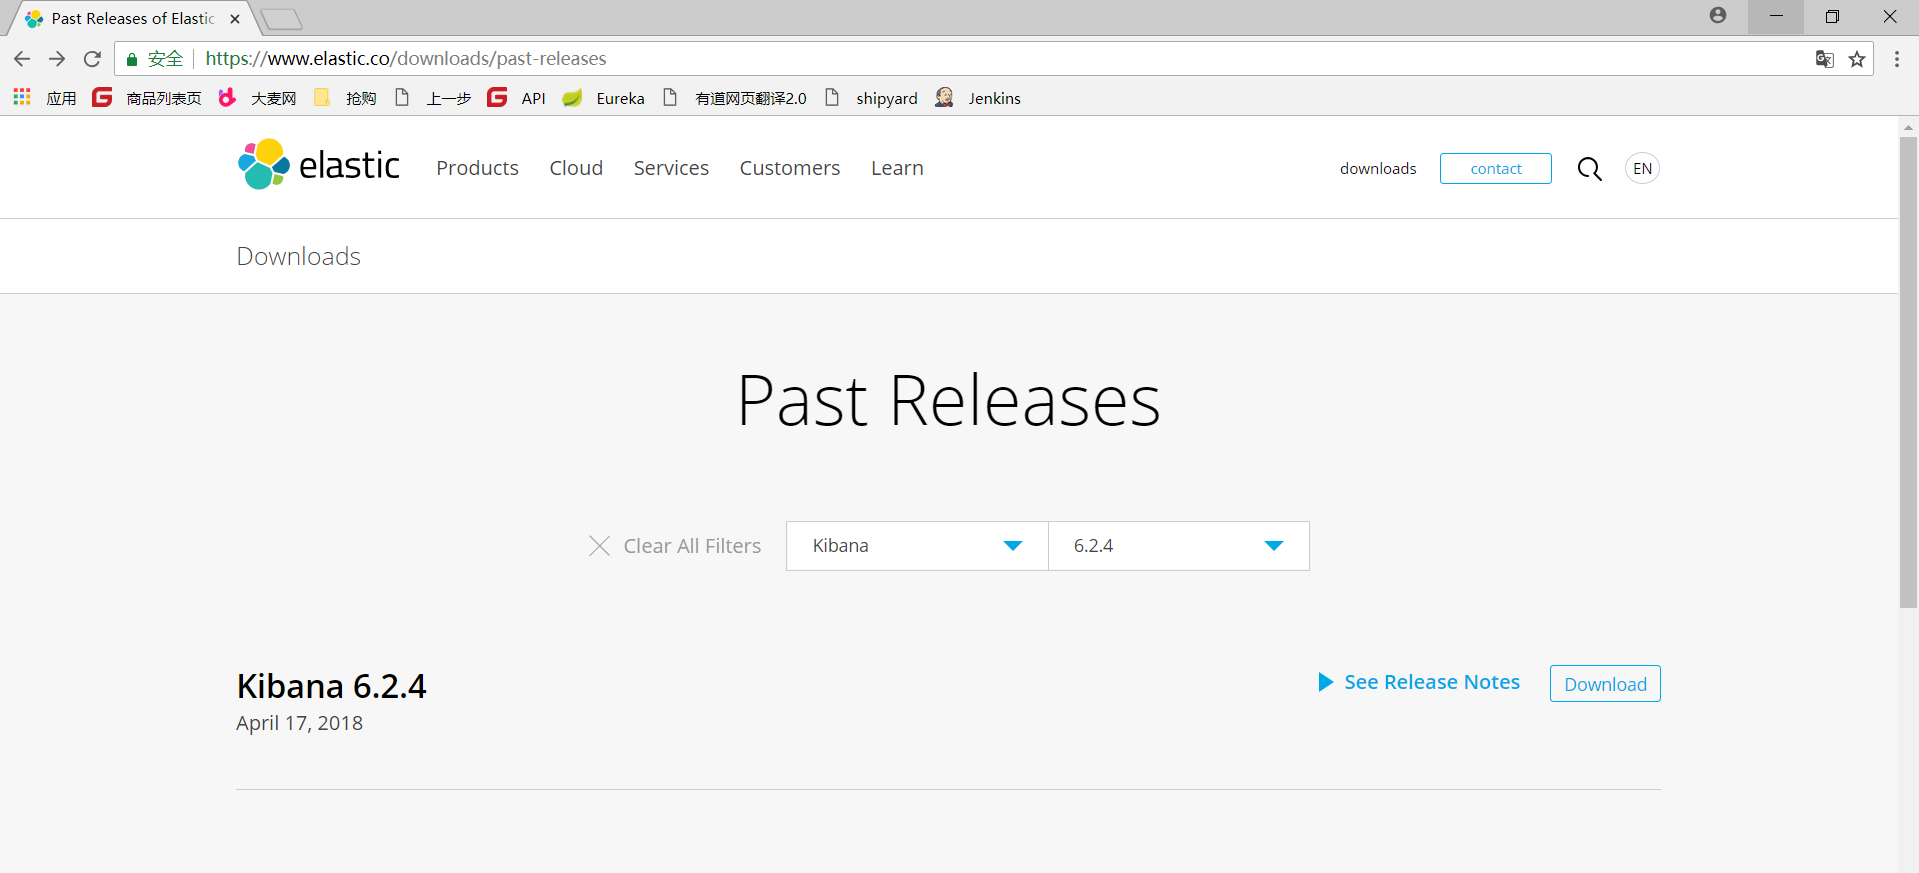 Past Releases of Elastic
安全 https://www.elastic.co/downloads/past-releases
应用 商品列表页 大麦网 抢购 上一步 API Eureka 有道网页翻译2.0 shipyard Jenkins
elastic Products Cloud Services Customers Learn downloads contact EN
Downloads
Past Releases
Clear All Filters Kibana 6.2.4
Kibana 6.2.4 See Release Notes Download
April 17, 2018